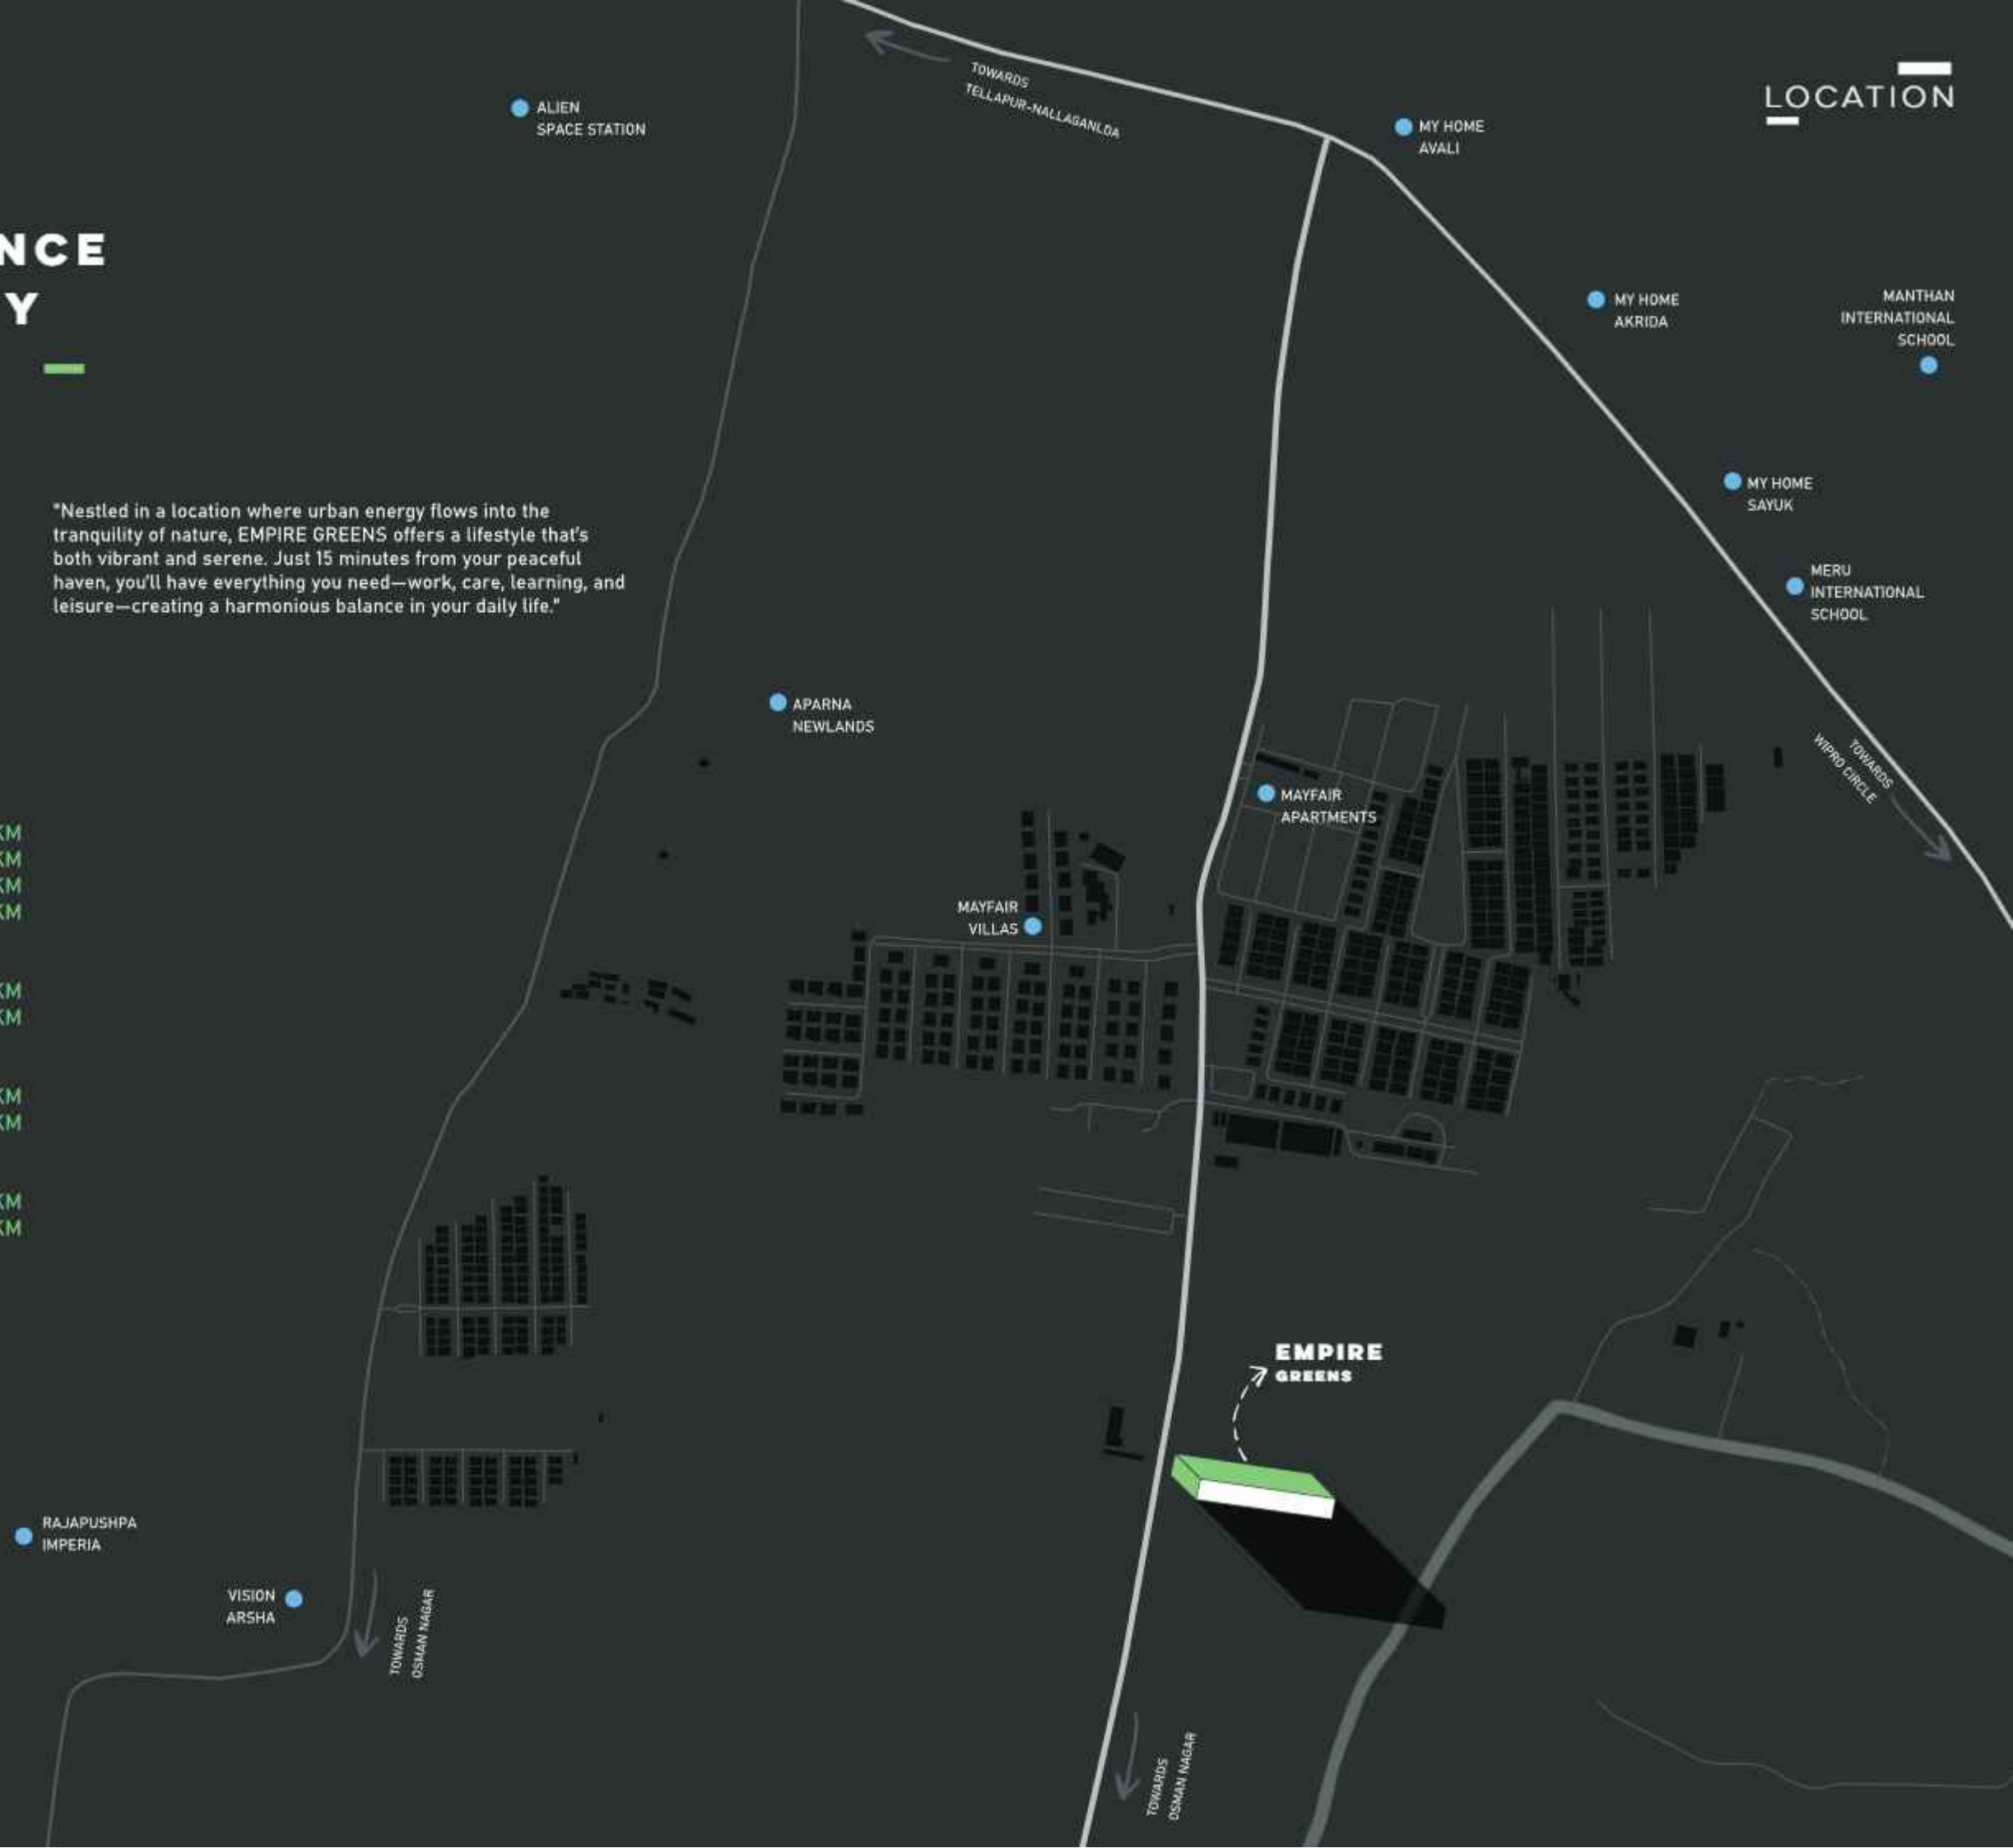 LOCATION
TOWARDS
TELLAPUR-NALLAGANLDA
ALIEN
SPACE STATION
MY HOME
AVALI
NCE
Y
MY HOME
AKRIDA
MANTHAN
INTERNATIONAL
SCHOOL
MY HOME
SAYUK
"Nestled in a location where urban energy flows into the
tranquility of nature, EMPIRE GREENS offers a lifestyle that's
both vibrant and serene. Just 15 minutes from your peaceful
haven, you'll have everything you need—work, care, learning, and
leisure—creating a harmonious balance in your daily life."
MERU
INTERNATIONAL
SCHOOL
APARNA
NEWLANDS
TOWARDS
WIPRO CIRCLE
MAYFAIR
APARTMENTS
KM
KM
KM
KM
MAYFAIR
VILLAS
KM
KM
KM
KM
KM
KM
EMPIRE
GREENS
RAJAPUSHPA
IMPERIA
VISION
ARSHA
TOWARDS
OSMAN NAGAR
TOWARDS
OSMAN NAGAR